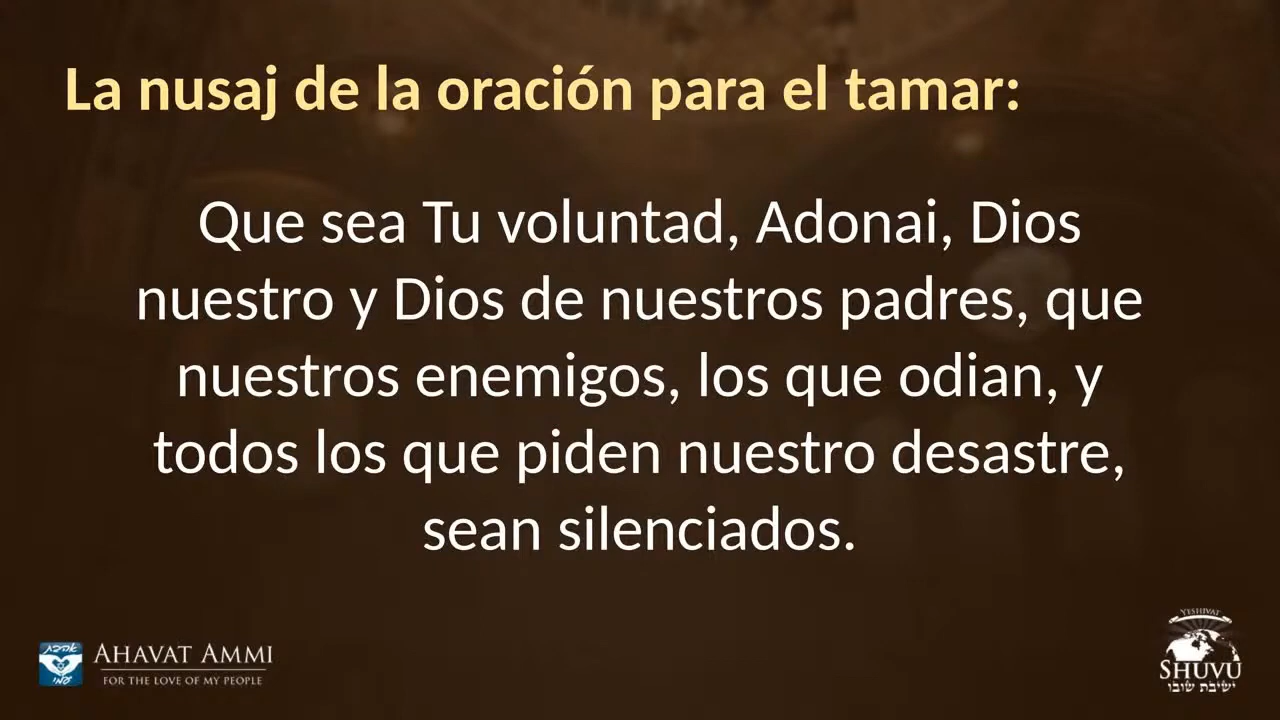 La nusaj de la oración para el tamar:
Que sea Tu voluntad, Adonai, Dios
nuestro y Dios de nuestros padres, que
nuestros enemigos, los que odian, y
todos los que piden nuestro desastre,
sean silenciados.
אהבת
עמי
AHAVAT AMMI
FOR THE LOVE OF MY PEOPLE
YESHIVAT
SHUVU
ישיבת שובו